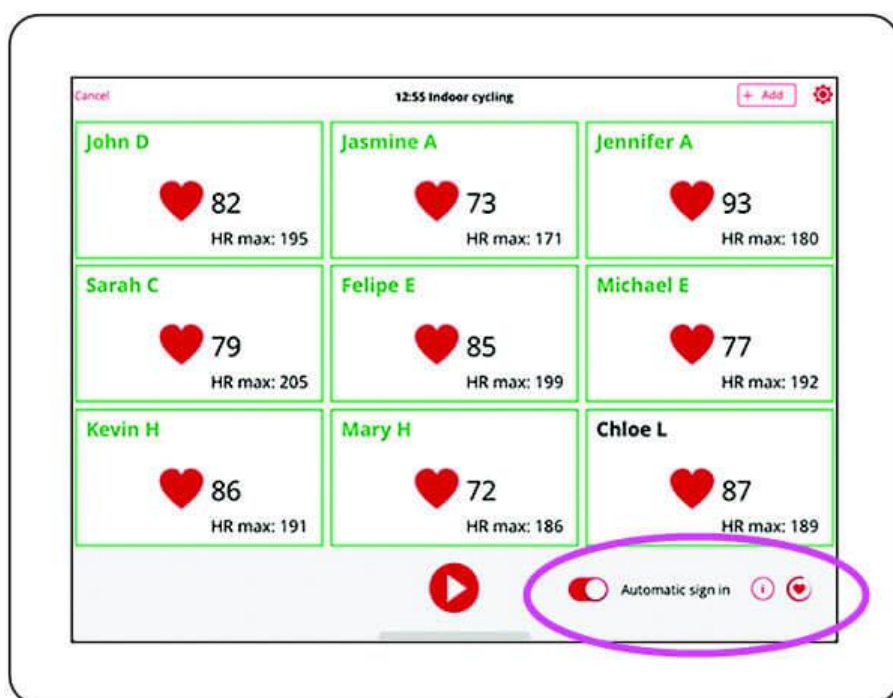 Cancel
12:55 Indoor cycling
+ Add
John D
82
HR max: 195
Jasmine A
73
HR max: 171
Jennifer A
93
HR max: 180
Sarah C
79
HR max: 205
Felipe E
85
HR max: 199
Michael E
77
HR max: 192
Kevin H
86
HR max: 191
Mary H
72
HR max: 186
Chloe L
87
HR max: 189
Automatic sign in
i